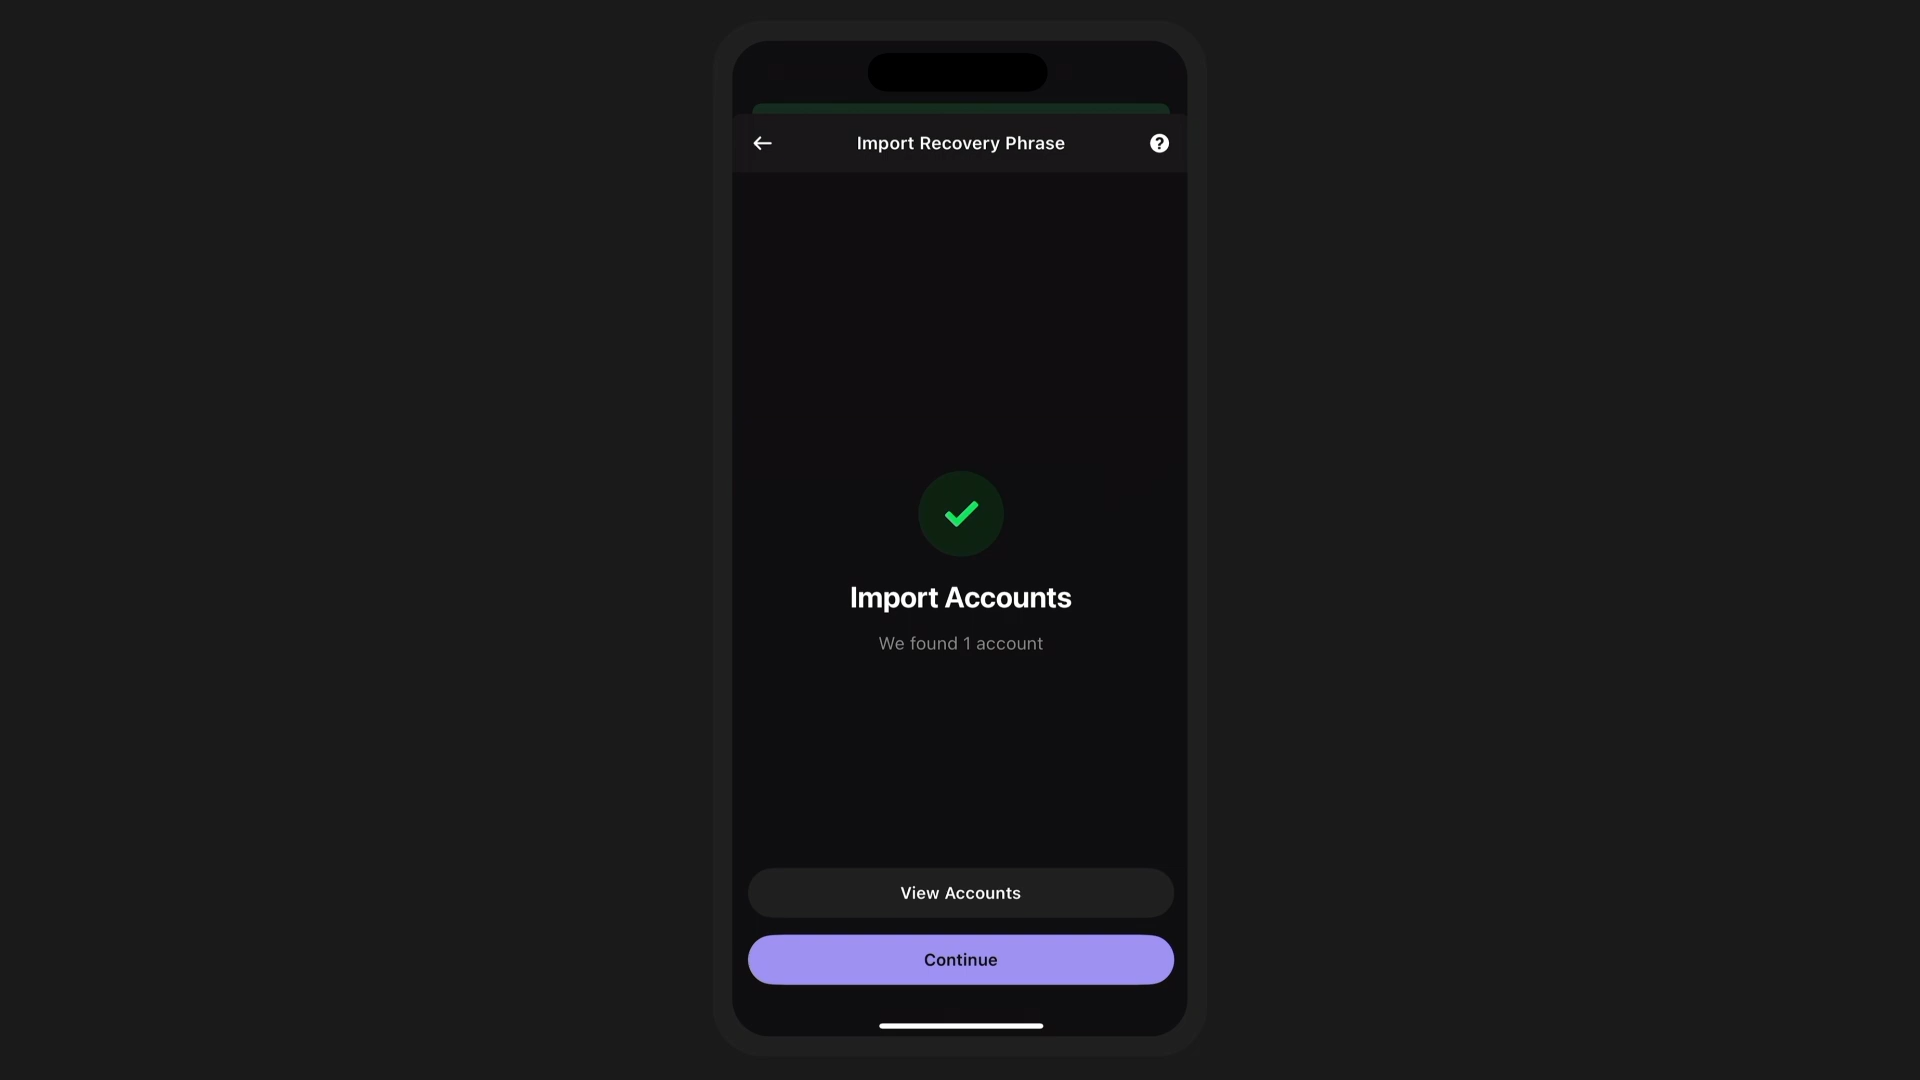 Import Recovery Phrase
Import Accounts
We found 1 account
View Accounts
Continue